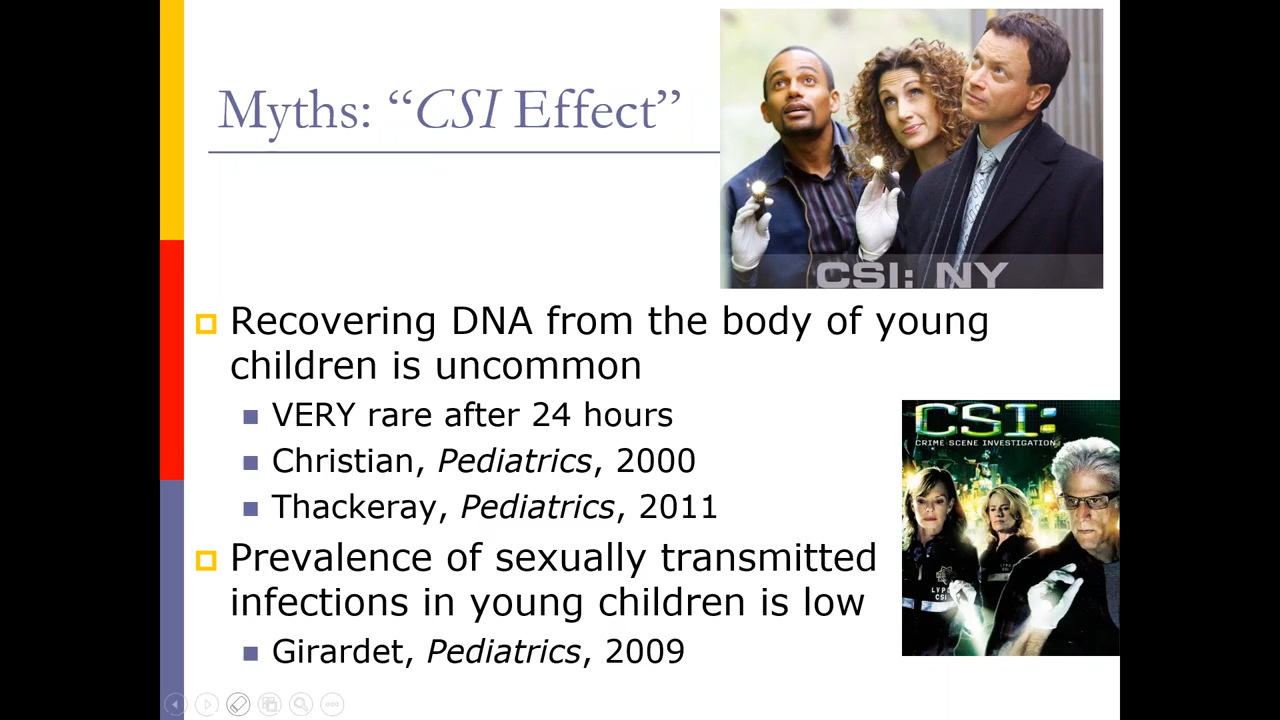 Myths: “CSI Effect”
CSI: NY
Recovering DNA from the body of young
children is uncommon
VERY rare after 24 hours
Christian, Pediatrics, 2000
Thackeray, Pediatrics, 2011
CSI:
CRIME SCENE INVESTIGATION
Prevalence of sexually transmitted
infections in young children is low
Girardet, Pediatrics, 2009